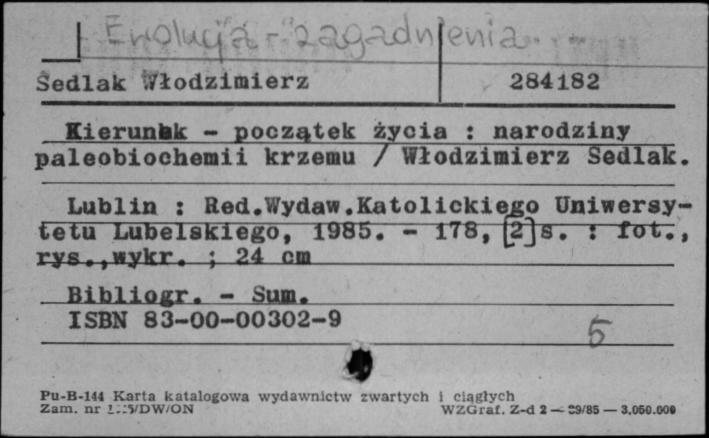 Ewolucja - zagadnienia
Sedlak Włodzimierz 284182
Kierunek - początek życia : narodziny
paleobiochemii krzemu / Włodzimierz Sedlak.
Lublin : Red.Wydaw.Katolickiego Uniwersy-
tetu Lubelskiego, 1985. - 178, [2]s. : fot.,
rys.,wykr. ; 24 cm
Bibliogr. - Sum.
ISBN 83-00-00302-9
5
Pu-B-144 Karta katalogowa wydawnictw zwartych i ciągłych
Zam. nr /DW/ON WZGraf. Z-d 2 — 29/85 — 3,050.000